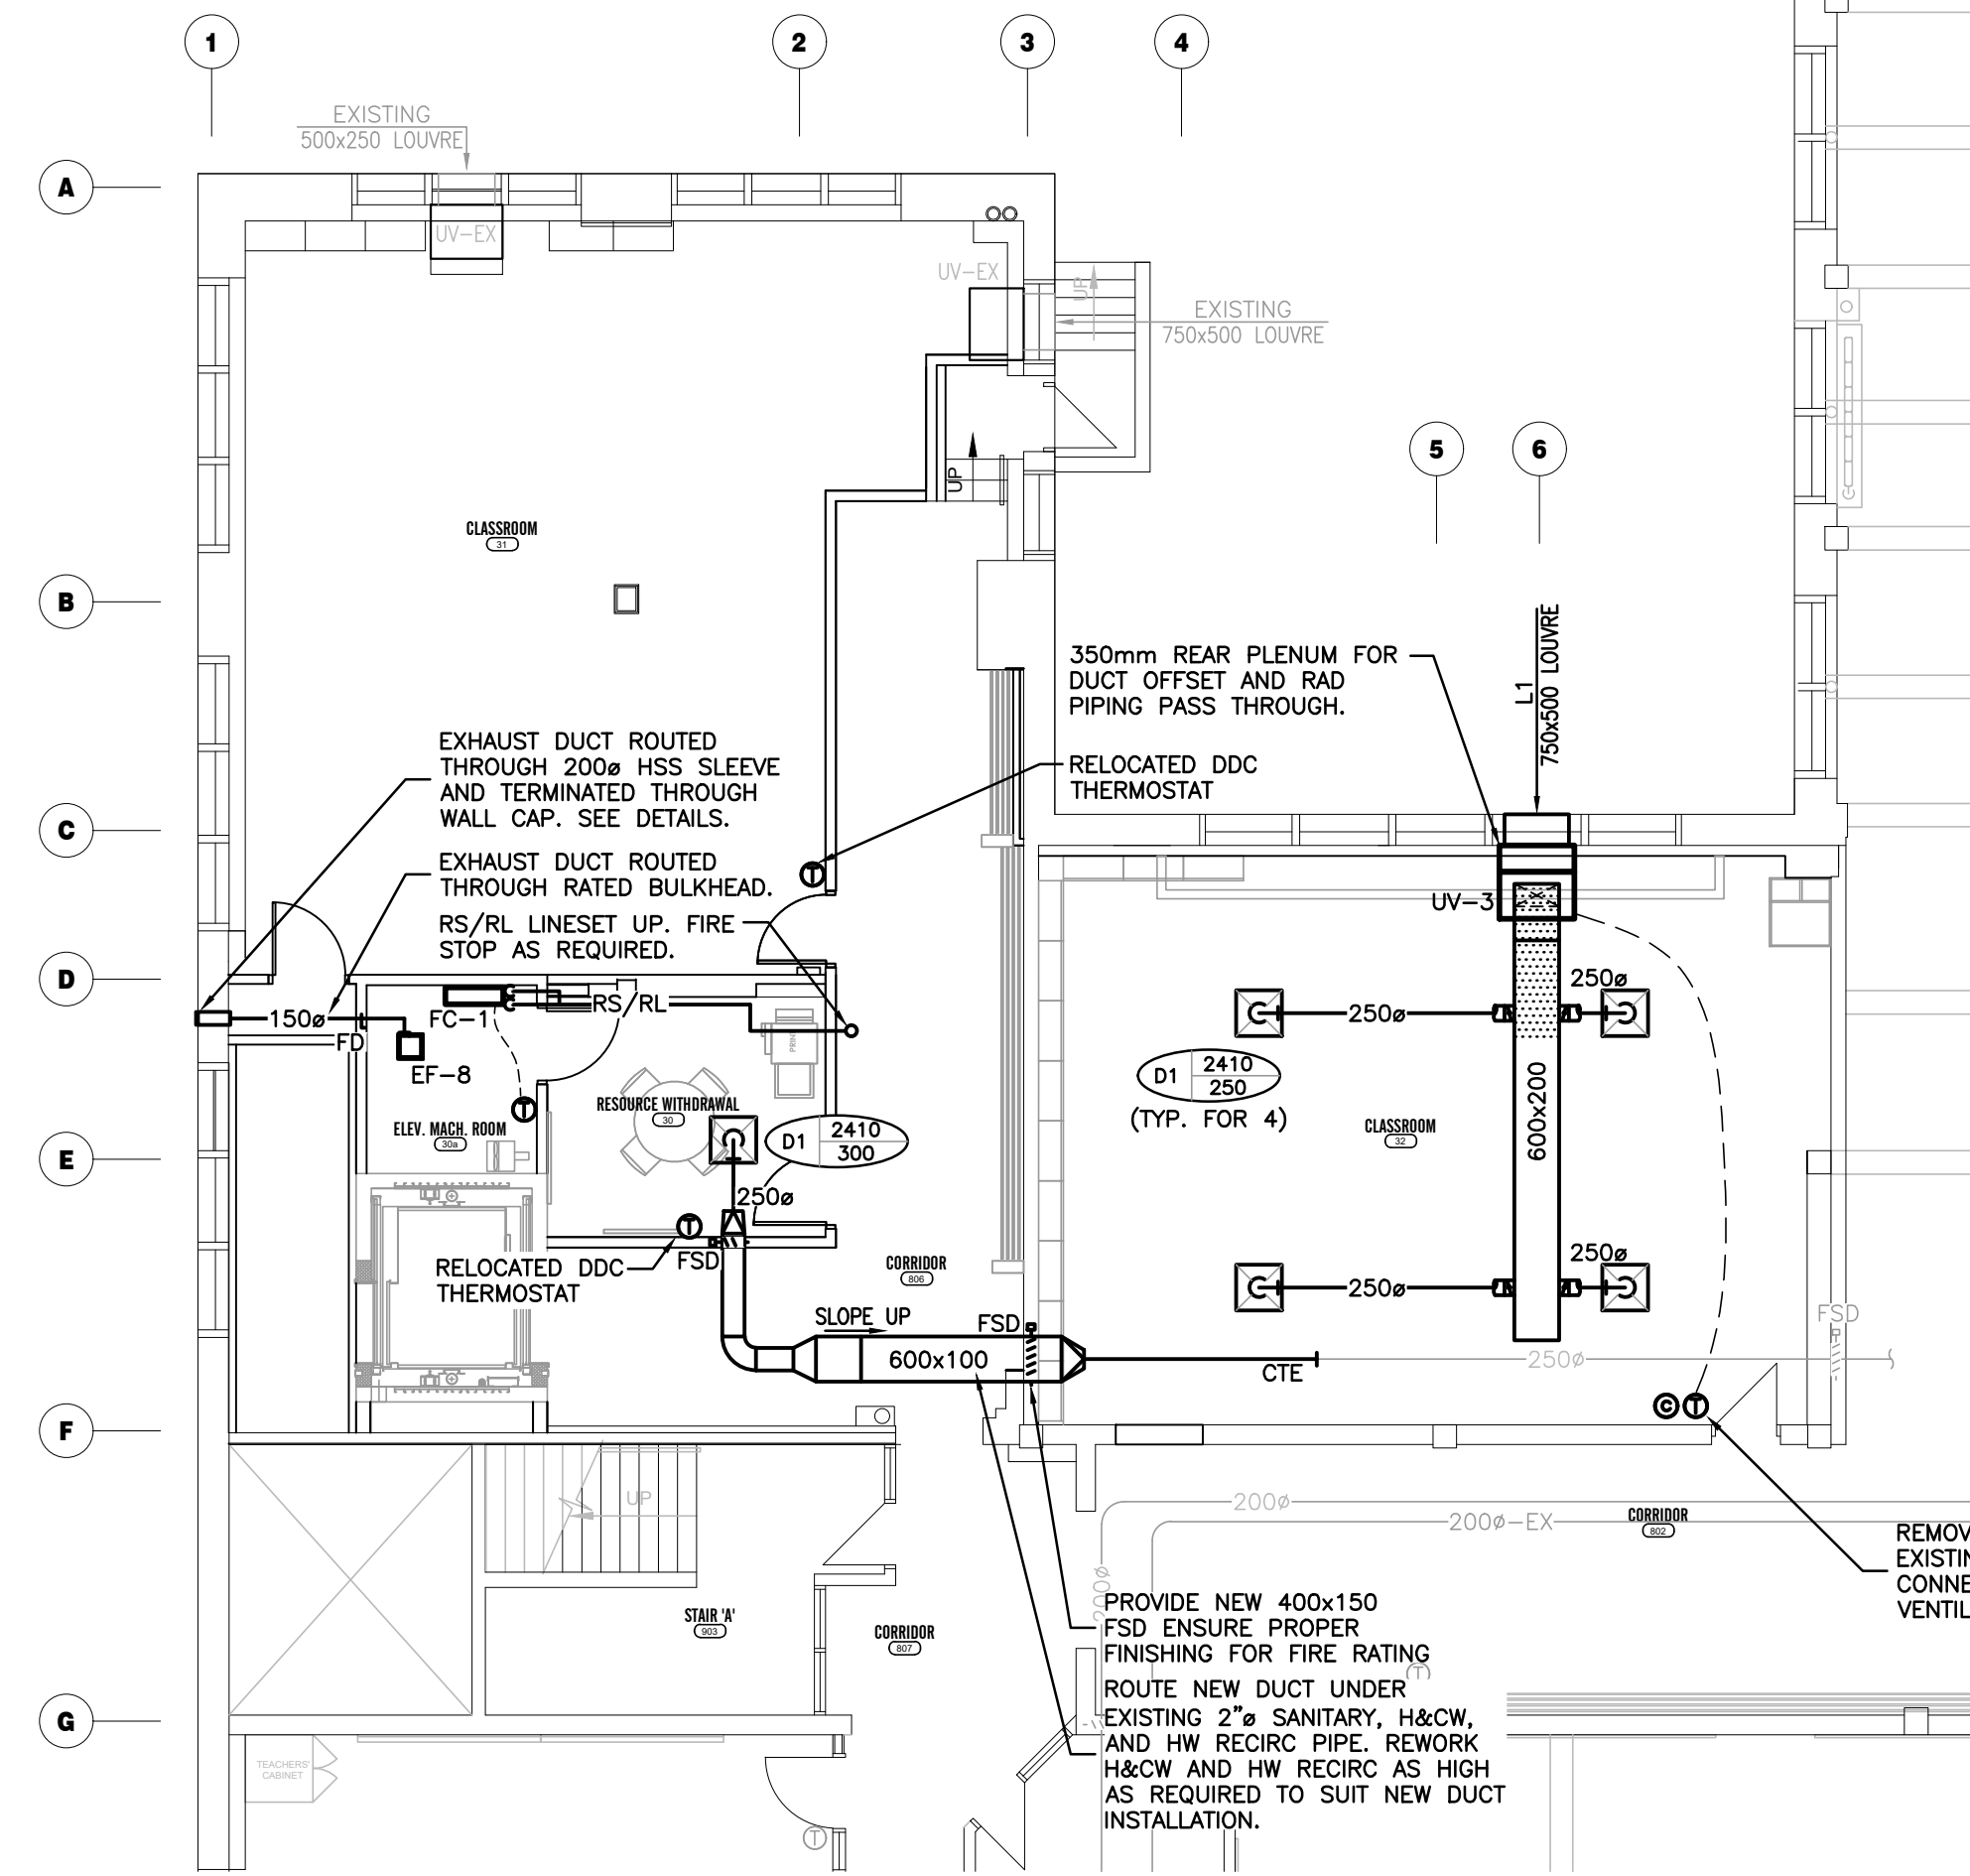 1
2
3
4
EXISTING
500x250 LOUVRE
A
UV-EX
UV-EX
UP
EXISTING
750x500 LOUVRE
5
6
UP
CLASSROOM
31
B
350mm REAR PLENUM FOR
DUCT OFFSET AND RAD
PIPING PASS THROUGH.
L1
750x500 LOUVRE
EXHAUST DUCT ROUTED
THROUGH 200ø HSS SLEEVE
AND TERMINATED THROUGH
WALL CAP. SEE DETAILS.
RELOCATED DDC
THERMOSTAT
C
EXHAUST DUCT ROUTED
THROUGH RATED BULKHEAD.
T
UV-3
RS/RL LINESET UP. FIRE
STOP AS REQUIRED.
D
250ø
150ø
FC-1
RS/RL
250ø
FD
EF-8
PRIN
D1
2410
250
(TYP. FOR 4)
600x200
T
RESOURCE WITHDRAWAL
30
ELEV. MACH. ROOM
30a
D1
2410
300
CLASSROOM
32
E
250ø
T
FSD
RELOCATED DDC
THERMOSTAT
CORRIDOR
806
250ø
250ø
SLOPE UP
FSD
FSD
600x100
CTE
250ø
C T
F
UP
200ø
200ø-EX
CORRIDOR
802
REMOV
EXISTIN
CONNE
VENTIL
200ø
STAIR 'A'
903
CORRIDOR
807
PROVIDE NEW 400x150
FSD ENSURE PROPER
FINISHING FOR FIRE RATING
T
ROUTE NEW DUCT UNDER
EXISTING 2"ø SANITARY, H&CW,
AND HW RECIRC PIPE. REWORK
H&CW AND HW RECIRC AS HIGH
AS REQUIRED TO SUIT NEW DUCT
INSTALLATION.
G
TEACHERS'
CABINET
T